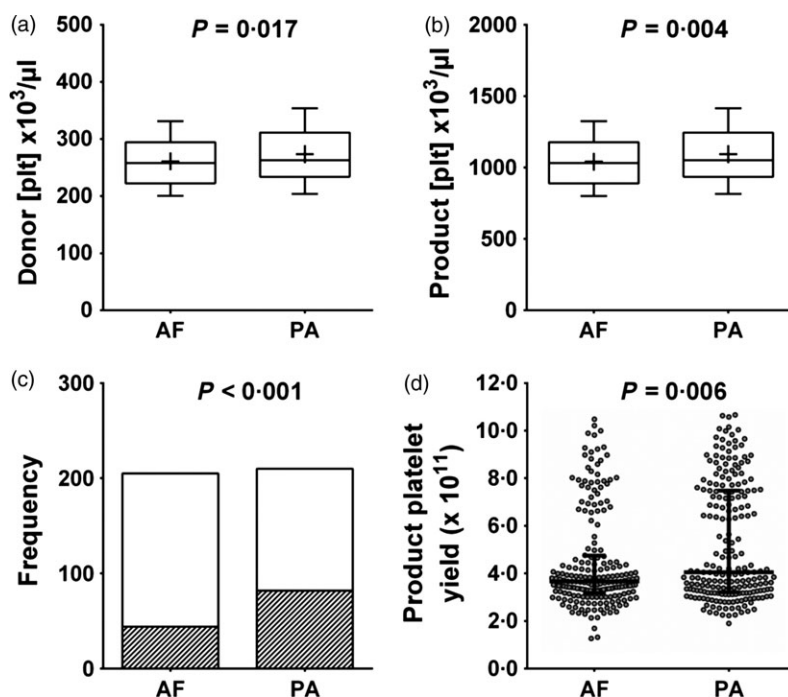 (a)
P = 0·017
Donor [plt] x10³/µl
500
400
300
200
100
0
AF PA
(b)
P = 0·004
Product [plt] x10³/µl
2000
1500
1000
500
0
AF PA
(c)
P < 0·001
Frequency
300
200
100
0
AF PA
(d)
P = 0·006
Product platelet
yield (x 10¹¹)
12·0
10·0
8·0
6·0
4·0
2·0
0·0
AF PA